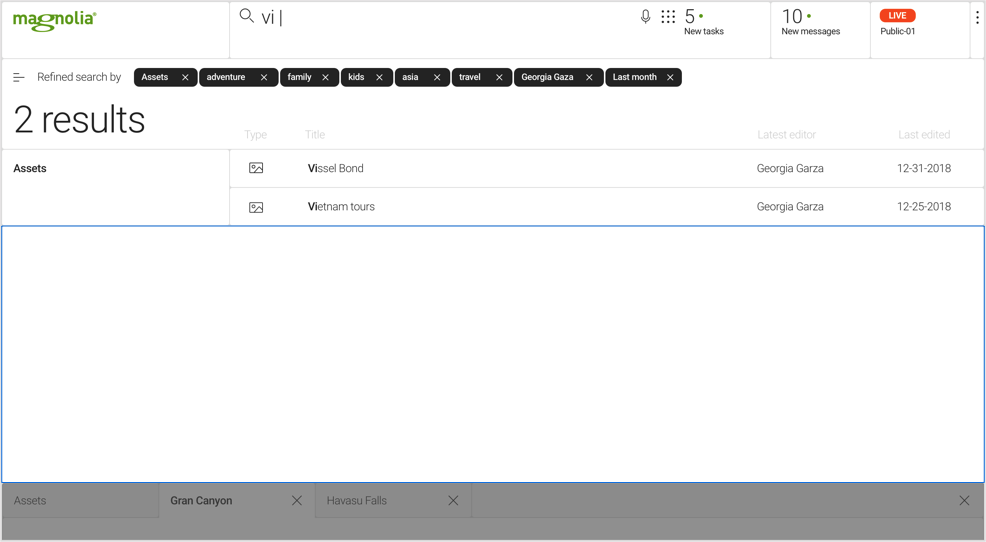 magnolia®
vi |
5
New tasks
10
New messages
LIVE
Public-01
Refined search by
Assets
adventure
family
kids
asia
travel
Georgia Gaza
Last month
2 results
Type Title Latest editor Last edited
Assets
Vissel Bond Georgia Garza 12-31-2018
Vietnam tours Georgia Garza 12-25-2018
Assets
Gran Canyon
Havasu Falls